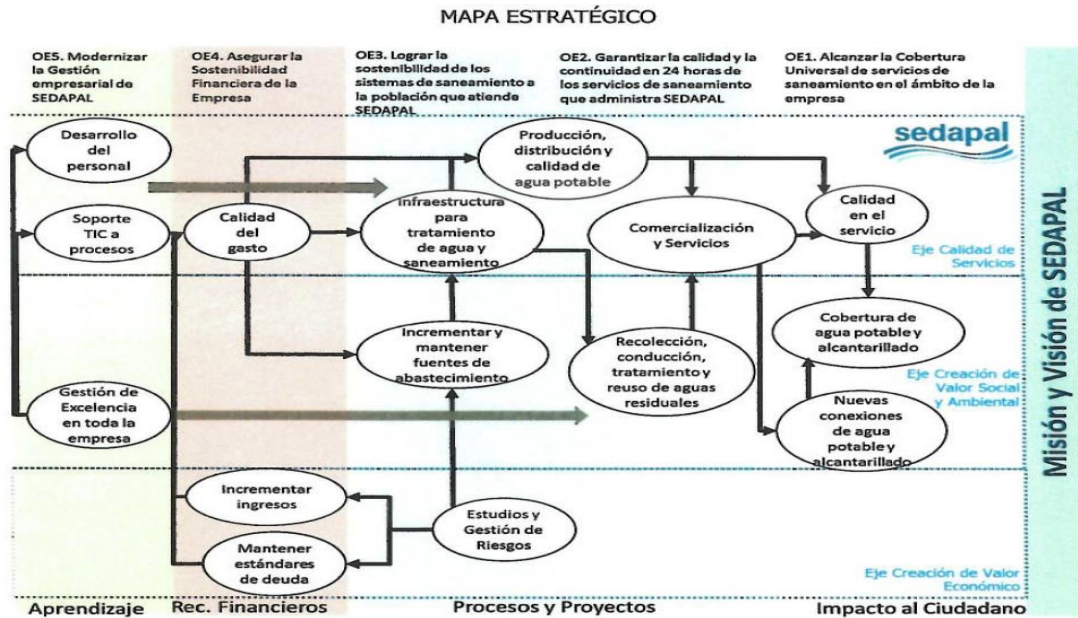 MAPA ESTRATÉGICO
OE5. Modernizar
la Gestión
empresarial de
SEDAPAL
OE4. Asegurar la
Sostenibilidad
Financiera de la
Empresa
OE3. Lograr la
sostenibilidad de los
sistemas de saneamiento a
la población que atiende
SEDAPAL
OE2. Garantizar la calidad y la
continuidad en 24 horas de
los servicios de saneamiento
que administra SEDAPAL
OE1. Alcanzar la Cobertura
Universal de servicios de
saneamiento en el ámbito de la
empresa
sedapal
Desarrollo
del
personal
Producción,
distribución y
calidad de
agua potable
Soporte
TIC a
procesos
Calidad
del
gasto
Infraestructura
para
tratamiento
de agua y
saneamiento
Comercialización
y Servicios
Calidad
en el
servicio
Eje Calidad de
Servicios
Incrementar y
mantener
fuentes de
abastecimiento
Recolección,
conducción,
tratamiento y
reuso de aguas
residuales
Cobertura de
agua potable y
alcantarillado
Eje Creación de
Valor Social
y Ambiental
Gestión de
Excelencia
en toda la
empresa
Nuevas
conexiones
de agua
potable y
alcantarillado
Incrementar
ingresos
Estudios y
Gestión de
Riesgos
Mantener
estándares
de deuda
Eje Creación de Valor
Económico
Aprendizaje
Rec. Financieros
Procesos y Proyectos
Impacto al Ciudadano
Misión y Visión de SEDAPAL